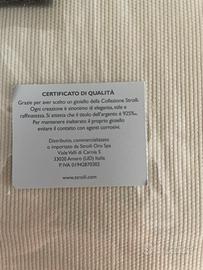 CERTIFICATO DI QUALITÀ
Grazie per aver scelto un gioiello della Collezione Stroili.
Ogni creazione è sinonimo di eleganza, stile e
raffinatezza. Si attesta che il titolo dell'argento è 925‰.
Per mantenere inalterato il proprio gioiello
evitare il contatto con agenti corrosivi.
Distribuito, commercializzato
o importato da Stroili Oro Spa
Viale Valli di Carnia 5
33020 Amaro (UD) Italia
P. IVA 01942870302
www.stroili.com